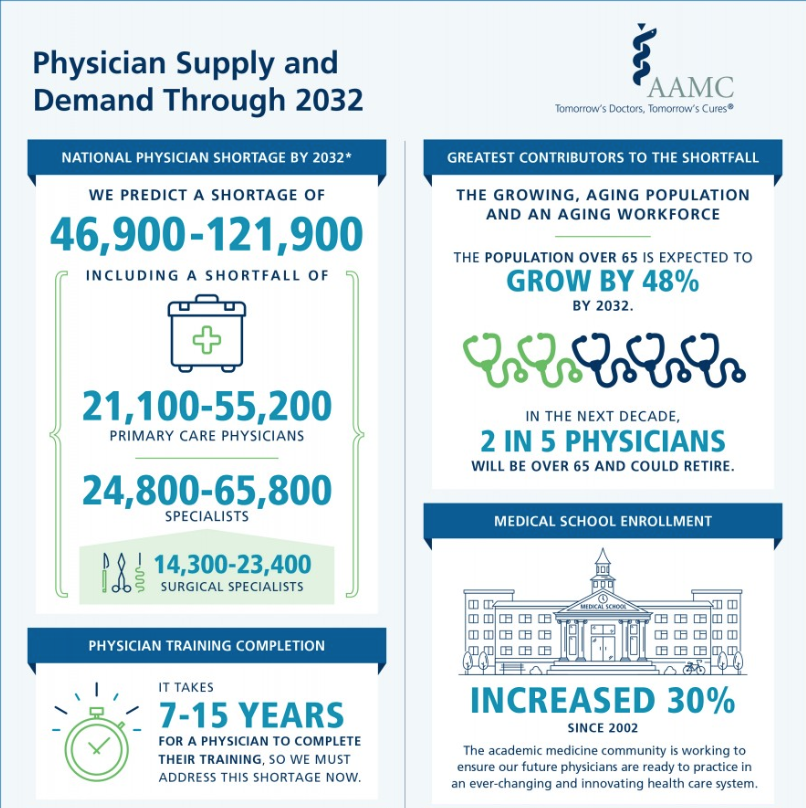 Physician Supply and
Demand Through 2032
AAMC
Tomorrow's Doctors, Tomorrow's Cures®
NATIONAL PHYSICIAN SHORTAGE BY 2032*
WE PREDICT A SHORTAGE OF
46,900-121,900
INCLUDING A SHORTFALL OF
21,100-55,200
PRIMARY CARE PHYSICIANS
24,800-65,800
SPECIALISTS
14,300-23,400
SURGICAL SPECIALISTS
PHYSICIAN TRAINING COMPLETION
IT TAKES
7-15 YEARS
FOR A PHYSICIAN TO COMPLETE
THEIR TRAINING, SO WE MUST
ADDRESS THIS SHORTAGE NOW.
GREATEST CONTRIBUTORS TO THE SHORTFALL
THE GROWING, AGING POPULATION
AND AN AGING WORKFORCE
THE POPULATION OVER 65 IS EXPECTED TO
GROW BY 48%
BY 2032.
IN THE NEXT DECADE,
2 IN 5 PHYSICIANS
WILL BE OVER 65 AND COULD RETIRE.
MEDICAL SCHOOL ENROLLMENT
MEDICAL SCHOOL
INCREASED 30%
SINCE 2002
The academic medicine community is working to
ensure our future physicians are ready to practice in
an ever-changing and innovating health care system.